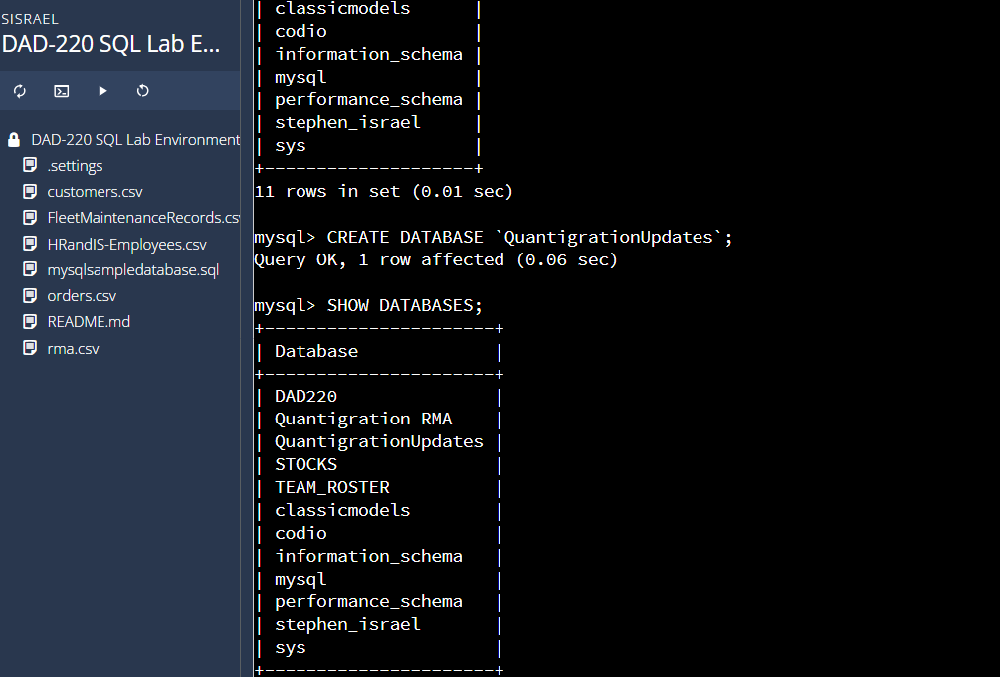 SISRAEL
DAD-220 SQL Lab E...
DAD-220 SQL Lab Environment
.settings
customers.csv
FleetMaintenanceRecords.csv
HRandIS-Employees.csv
mysqlsampledatabase.sql
orders.csv
README.md
rma.csv
| classicmodels      |
| codio              |
| information_schema |
| mysql              |
| performance_schema |
| stephen_israel     |
| sys                |
+--------------------+
11 rows in set (0.01 sec)
mysql> CREATE DATABASE `QuantigrationUpdates`;
Query OK, 1 row affected (0.06 sec)
mysql> SHOW DATABASES;
+----------------------+
| Database             |
+----------------------+
| DAD220               |
| Quantigration RMA    |
| QuantigrationUpdates |
| STOCKS               |
| TEAM_ROSTER          |
| classicmodels        |
| codio                |
| information_schema   |
| mysql                |
| performance_schema   |
| stephen_israel       |
| sys                  |
+----------------------+